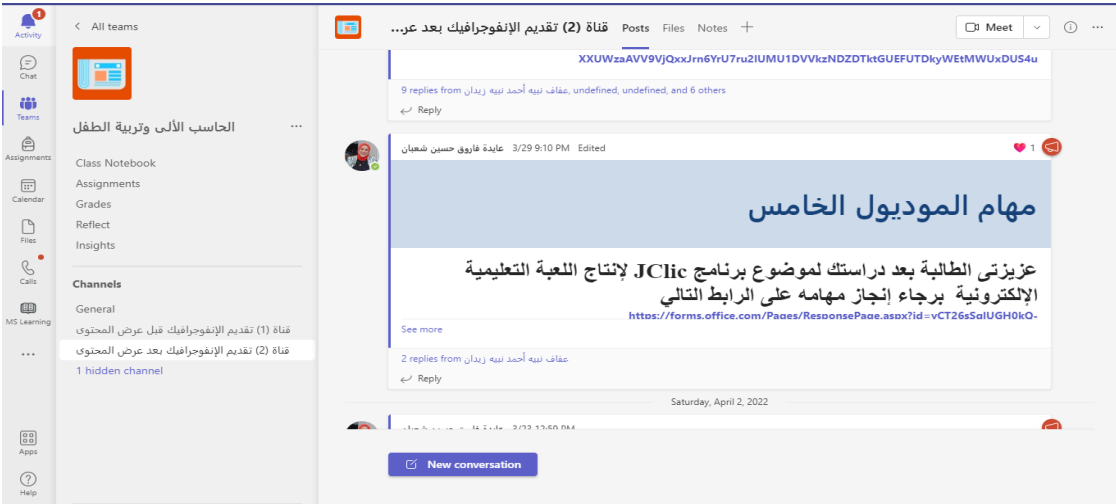 1
Activity
Chat
Teams
Assignments
Calendar
Files
Calls
MS Learning
Apps
Help
All teams
الحاسب الألى وتربية الطفل
Class Notebook
Assignments
Grades
Reflect
Insights
Channels
General
قناة (1) تقديم الإنفوجرافيك قبل عرض المحتوى
قناة (2) تقديم الإنفوجرافيك بعد عرض المحتوى
1 hidden channel
قناة (2) تقديم الإنفوجرافيك بعد عر... Posts Files Notes
Meet
9 replies from عفاف نبيه أحمد نبيه زيدان, undefined, undefined, and 6 others
Reply
عايدة فاروق حسين شعبان 3/29 9:10 PM Edited
1
مهام الموديول الخامس
عزيزتى الطالبة بعد دراستك لموضوع برنامج JClic لإنتاج اللعبة التعليمية
الإلكترونية برجاء إنجاز مهامه على الرابط التالي
See more
2 replies from عفاف نبيه أحمد نبيه زيدان
Reply
Saturday, April 2, 2022
3/23 12:59 PM
New conversation